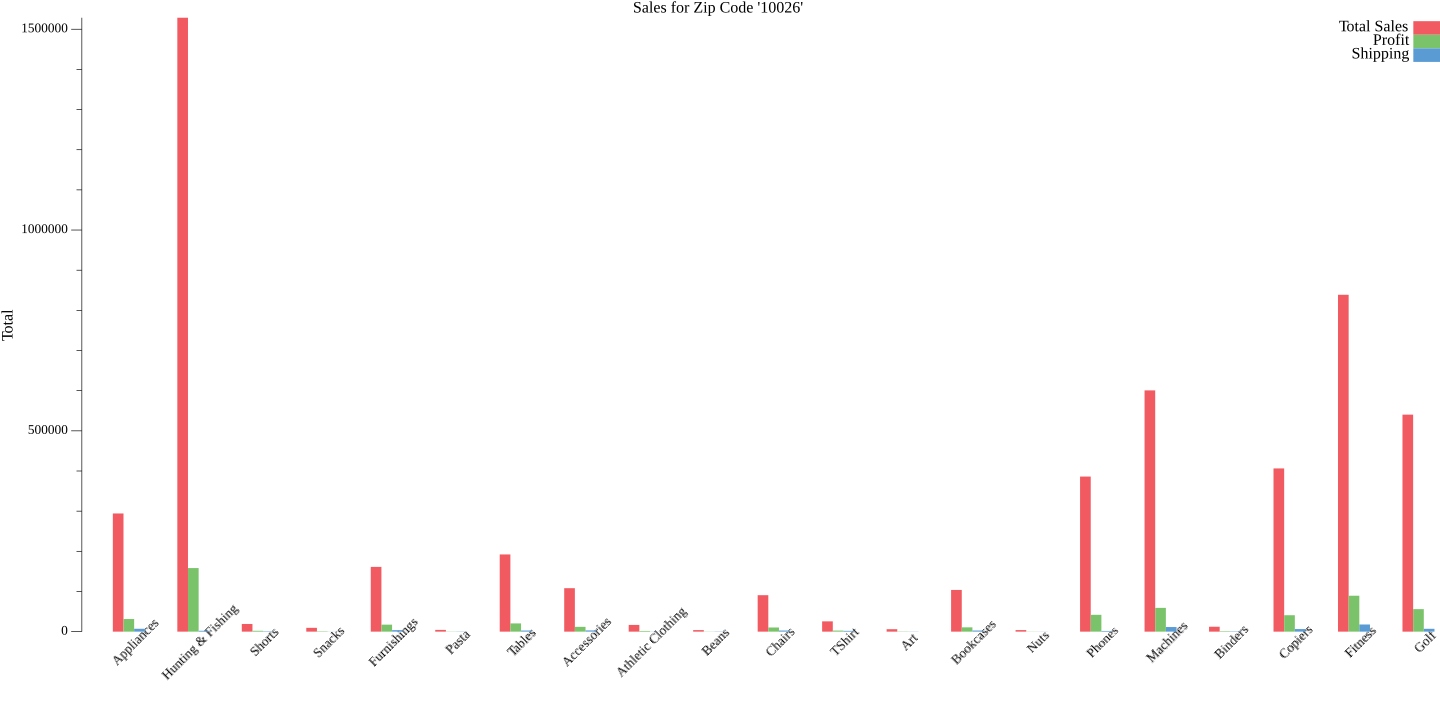 Sales for Zip Code '10026'
Total Sales
Profit
Shipping
Total
1500000
1000000
500000
0
Appliances
Hunting & Fishing
Shorts
Snacks
Furnishings
Pasta
Tables
Accessories
Athletic Clothing
Beans
Chairs
TShirt
Art
Bookcases
Nuts
Phones
Machines
Binders
Copiers
Fitness
Golf